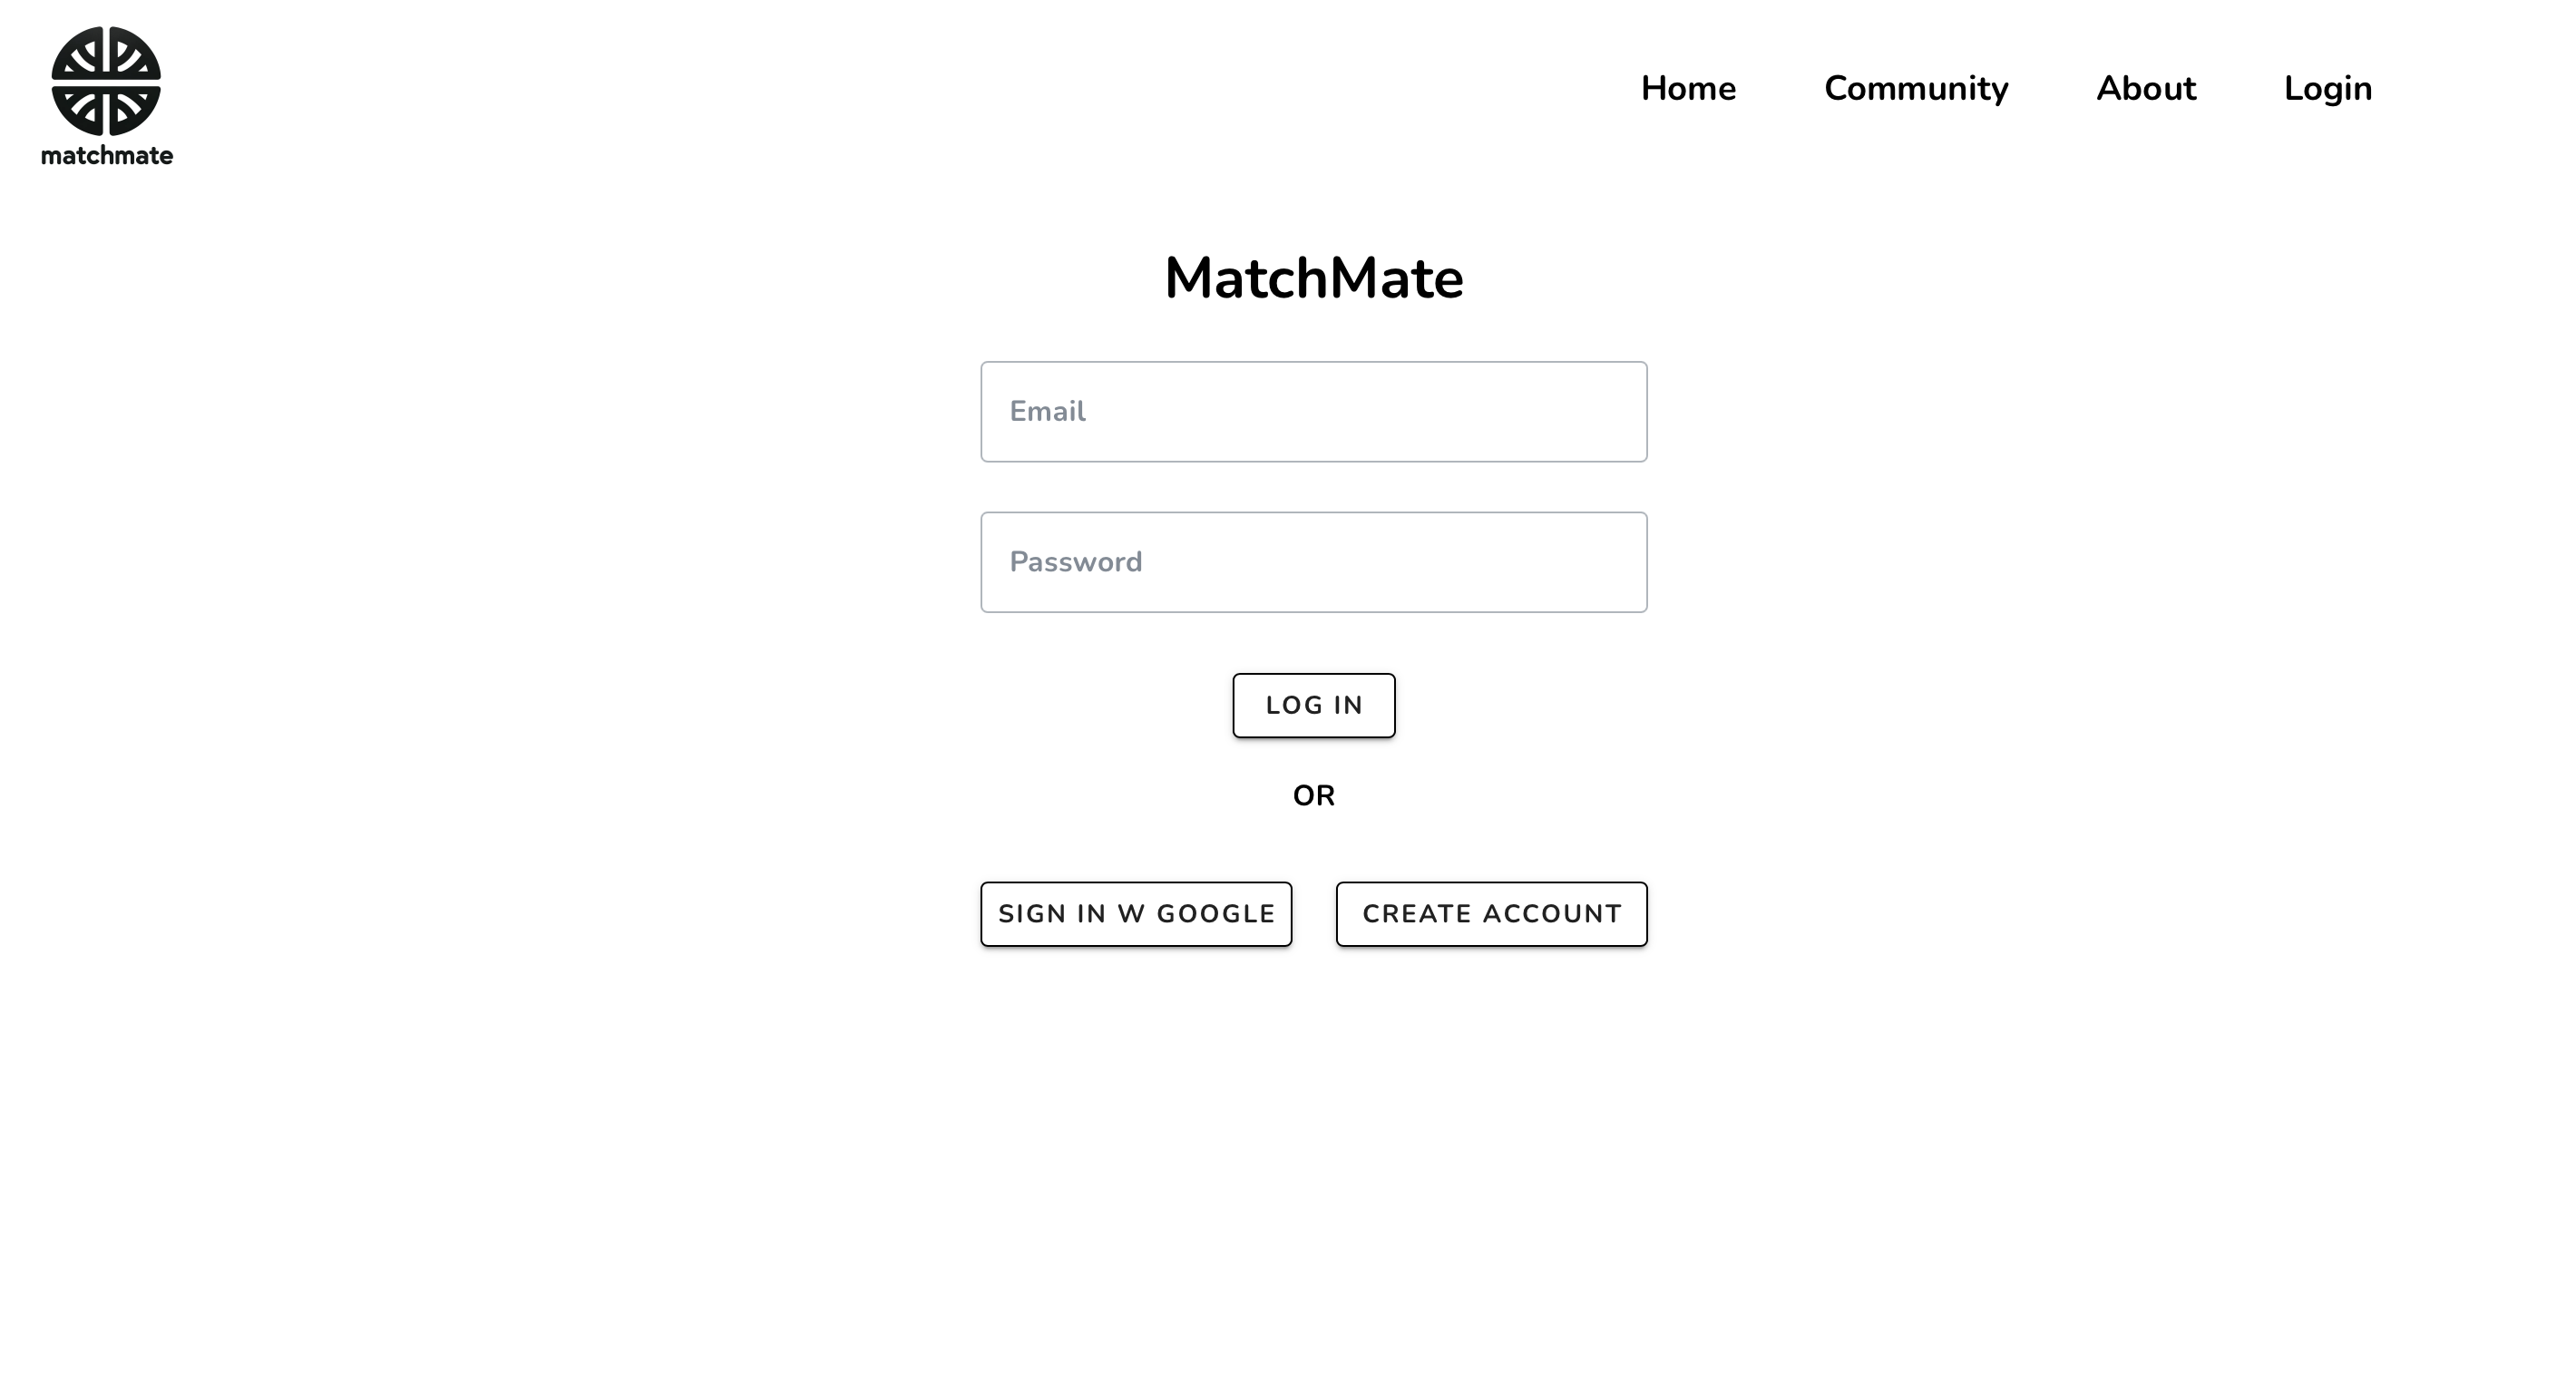 matchmate
Home Community About Login
MatchMate
Email
Password
LOG IN
OR
SIGN IN W GOOGLE CREATE ACCOUNT